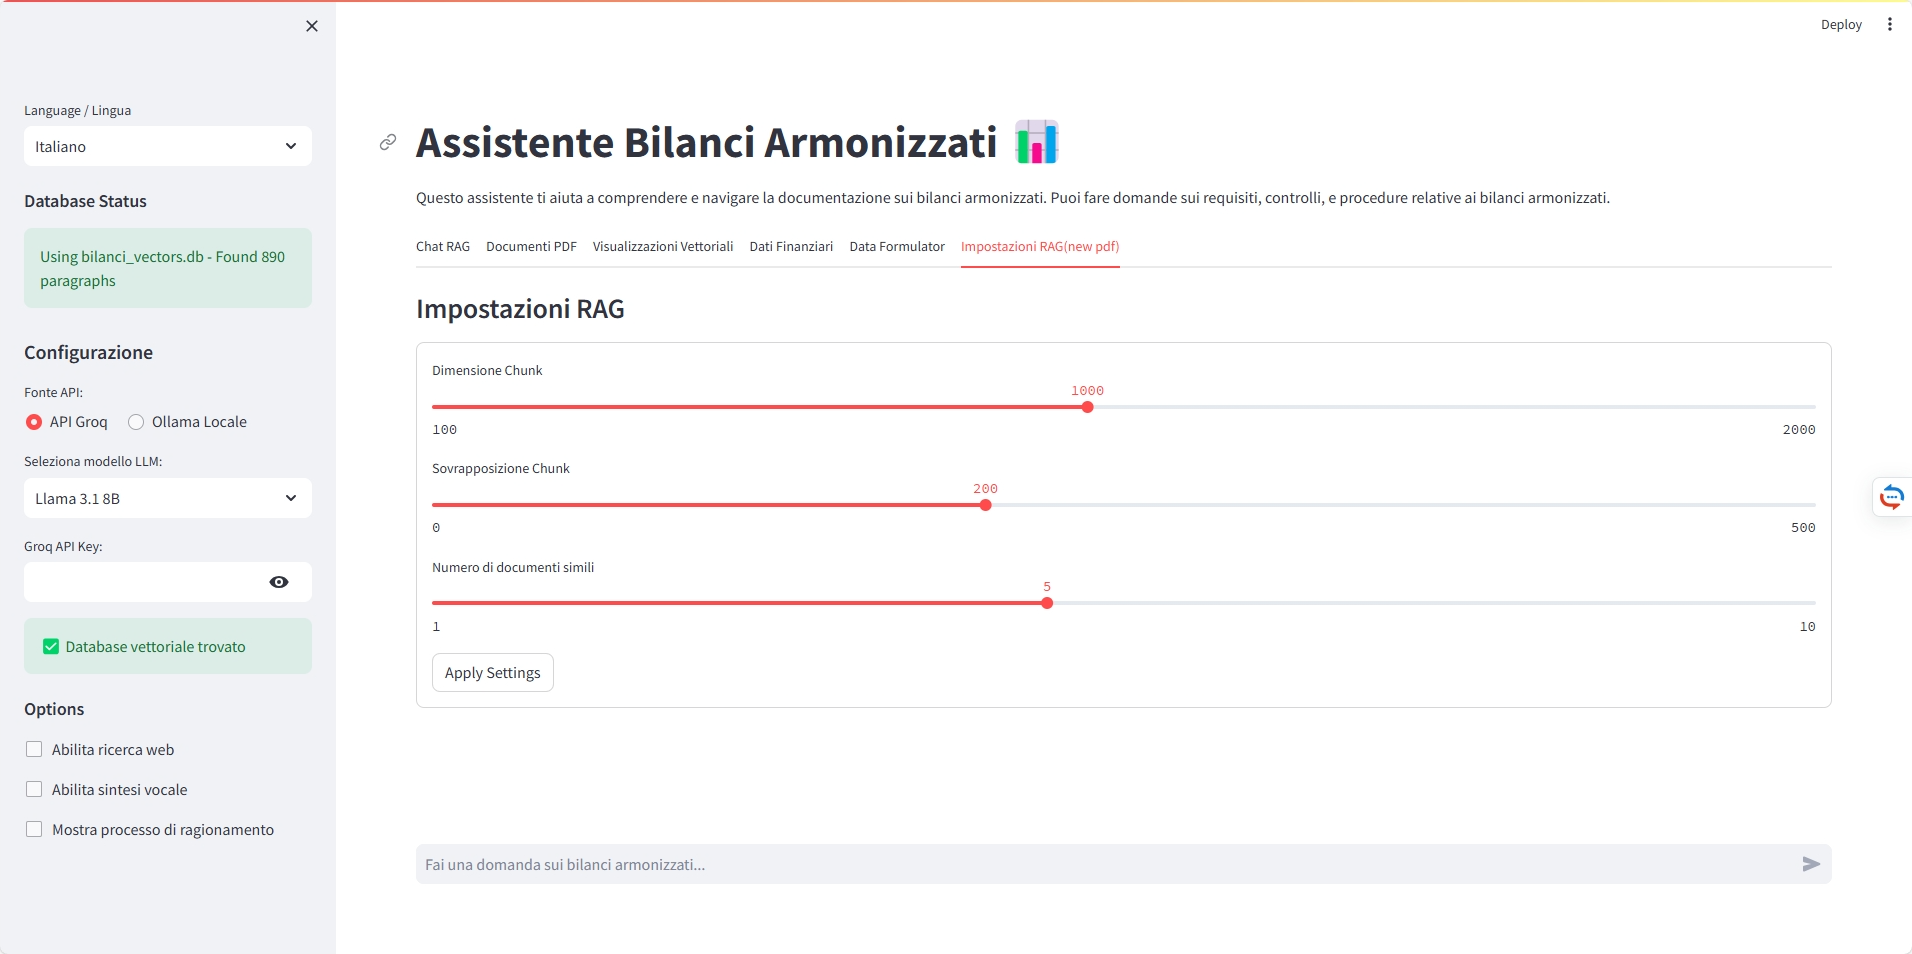 Deploy
Language / Lingua
Italiano
Database Status
Using bilanci_vectors.db - Found 890
paragraphs
Configurazione
Fonte API:
API Groq
Ollama Locale
Seleziona modello LLM:
Llama 3.1 8B
Groq API Key:
Database vettoriale trovato
Options
Abilita ricerca web
Abilita sintesi vocale
Mostra processo di ragionamento
Assistente Bilanci Armonizzati
Questo assistente ti aiuta a comprendere e navigare la documentazione sui bilanci armonizzati. Puoi fare domande sui requisiti, controlli, e procedure relative ai bilanci armonizzati.
Chat RAG Documenti PDF Visualizzazioni Vettoriali Dati Finanziari Data Formulator Impostazioni RAG(new pdf)
Impostazioni RAG
Dimensione Chunk
1000
100 2000
Sovrapposizione Chunk
200
0 500
Numero di documenti simili
5
1 10
Apply Settings
Fai una domanda sui bilanci armonizzati...